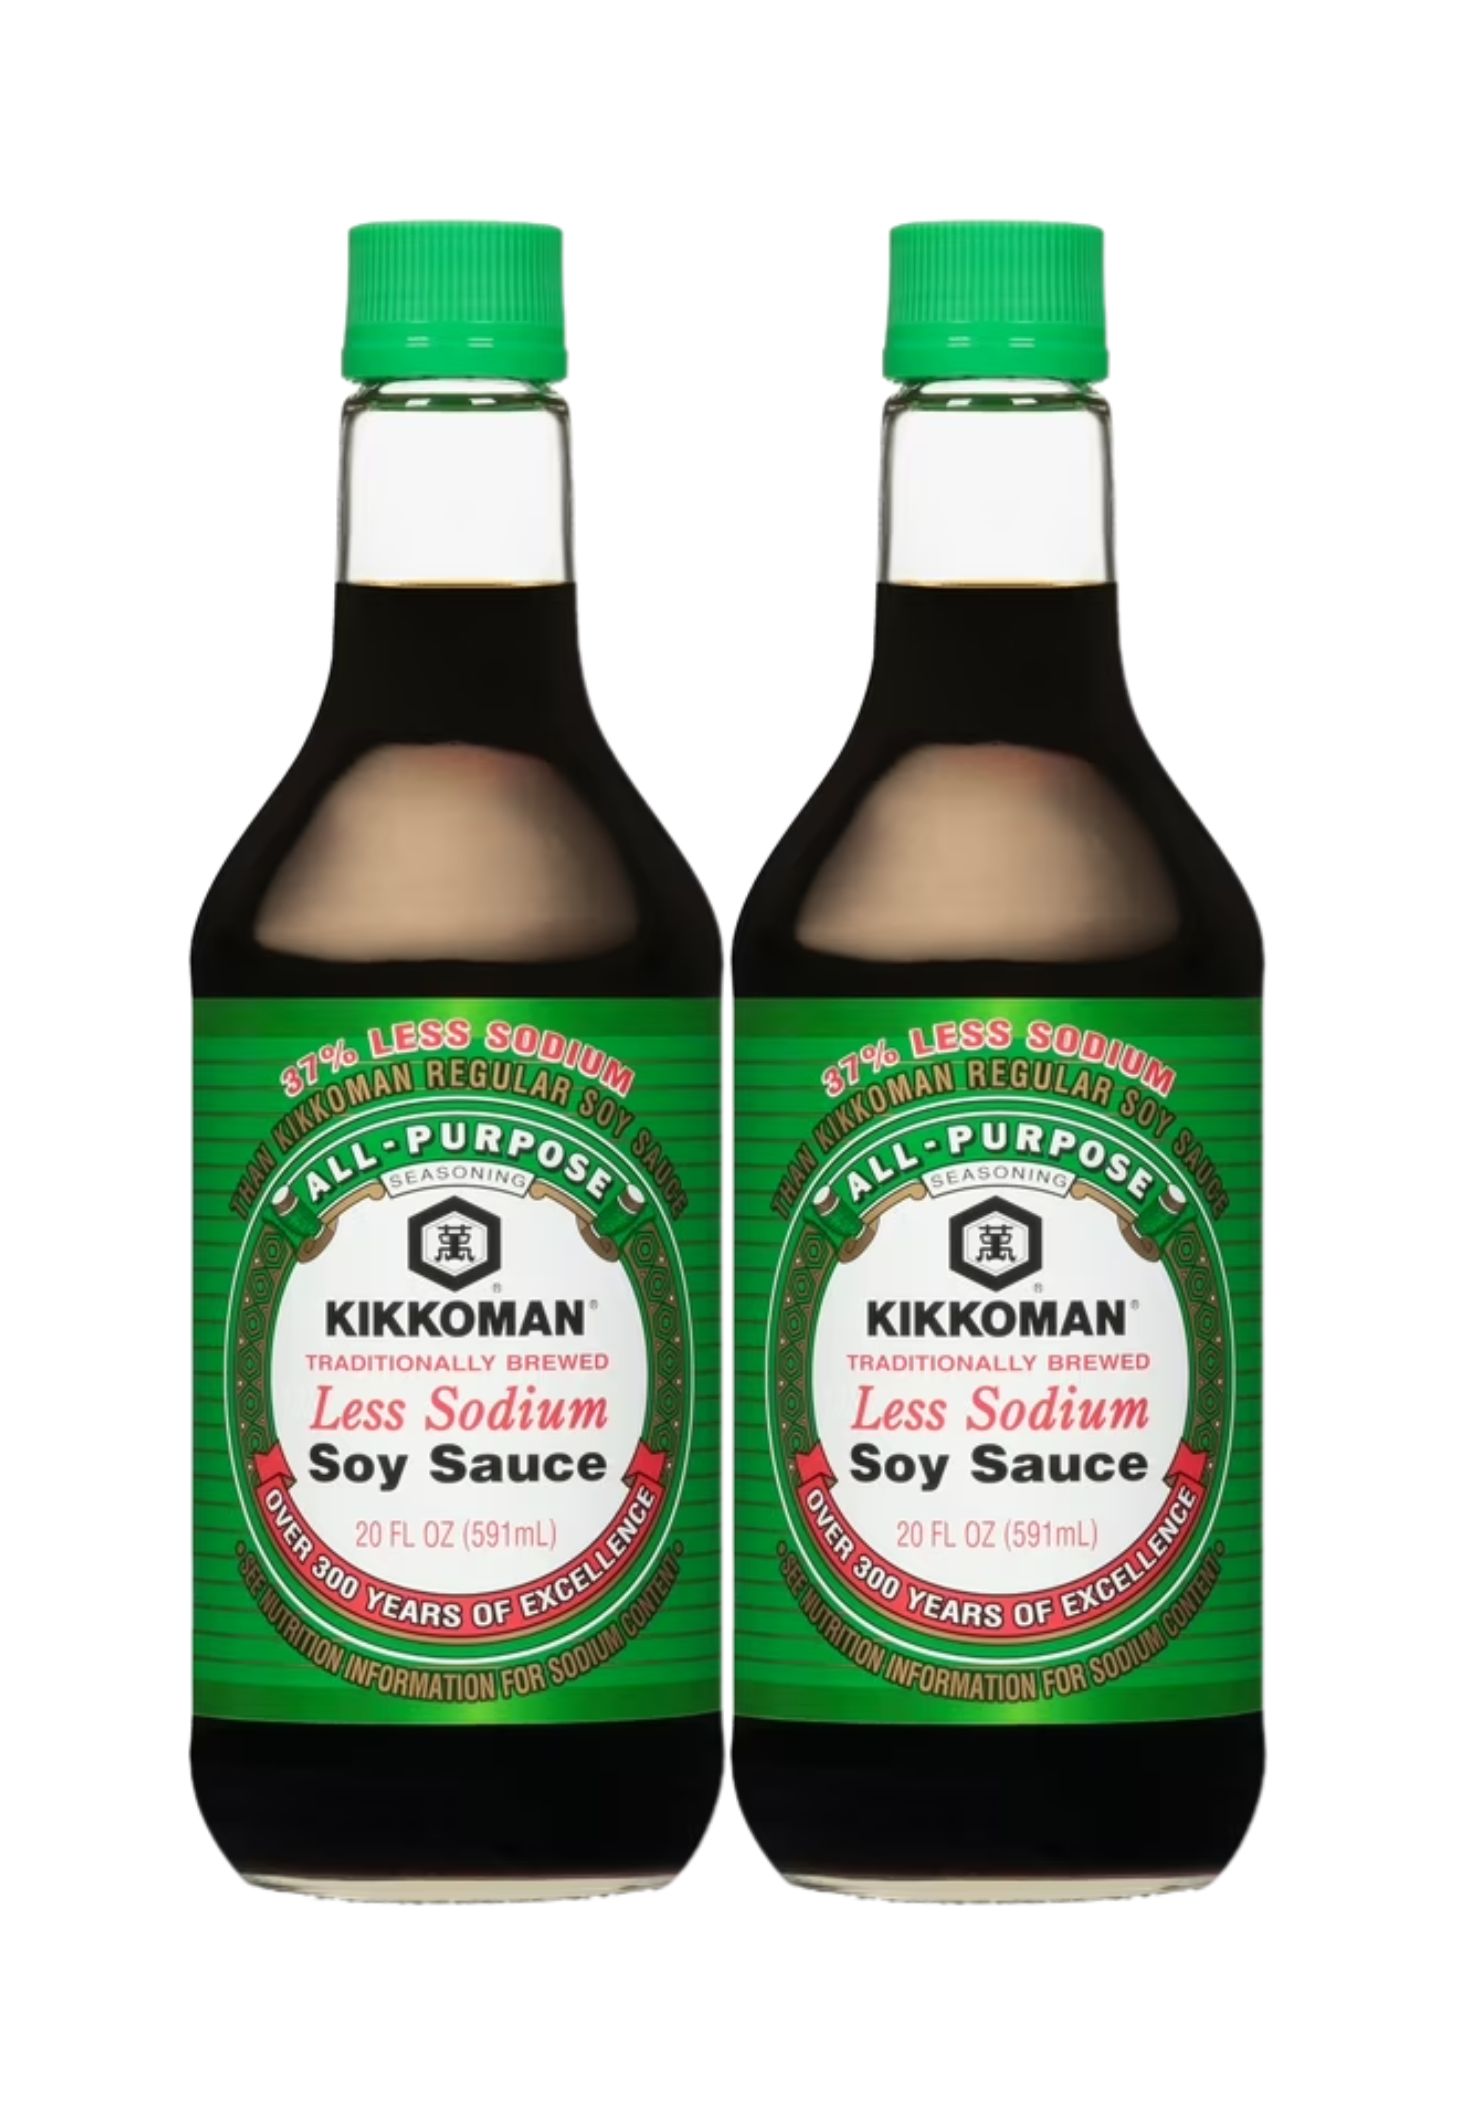 37% LESS SODIUM
THAN KIKKOMAN REGULAR SOY SAUCE
ALL-PURPOSE
SEASONING
萬
®
KIKKOMAN®
TRADITIONALLY BREWED
Less Sodium
Soy Sauce
20 FL OZ (591mL)
OVER 300 YEARS OF EXCELLENCE
• SEE NUTRITION INFORMATION FOR SODIUM CONTENT •
37% LESS SODIUM
THAN KIKKOMAN REGULAR SOY SAUCE
ALL-PURPOSE
SEASONING
萬
®
KIKKOMAN®
TRADITIONALLY BREWED
Less Sodium
Soy Sauce
20 FL OZ (591mL)
OVER 300 YEARS OF EXCELLENCE
• SEE NUTRITION INFORMATION FOR SODIUM CONTENT •